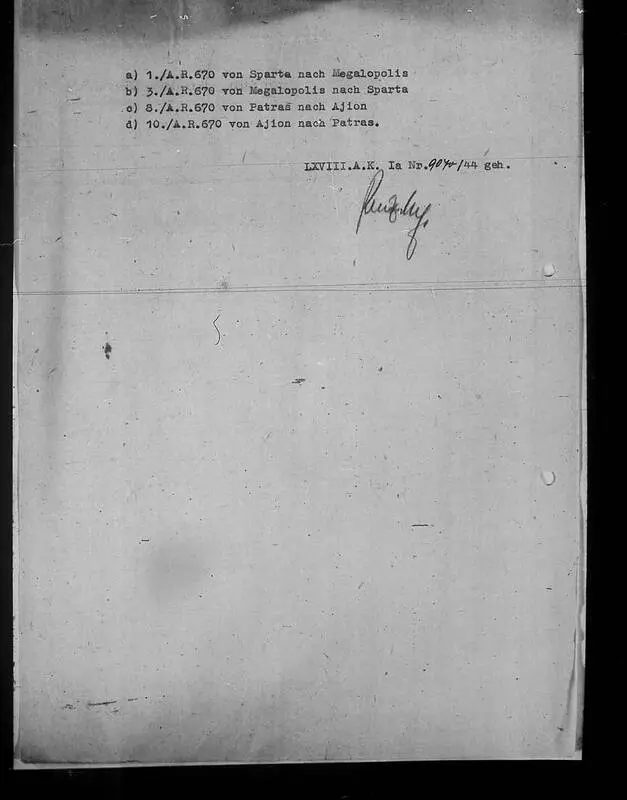 a) 1./A.R.670 von Sparta nach Megalopolis
b) 3./A.R.670 von Megalopolis nach Sparta
c) 8./A.R.670 von Patras nach Ajion
d) 10./A.R.670 von Ajion nach Patras.
LXVIII.A.K. Ia Nr. /44 geh.